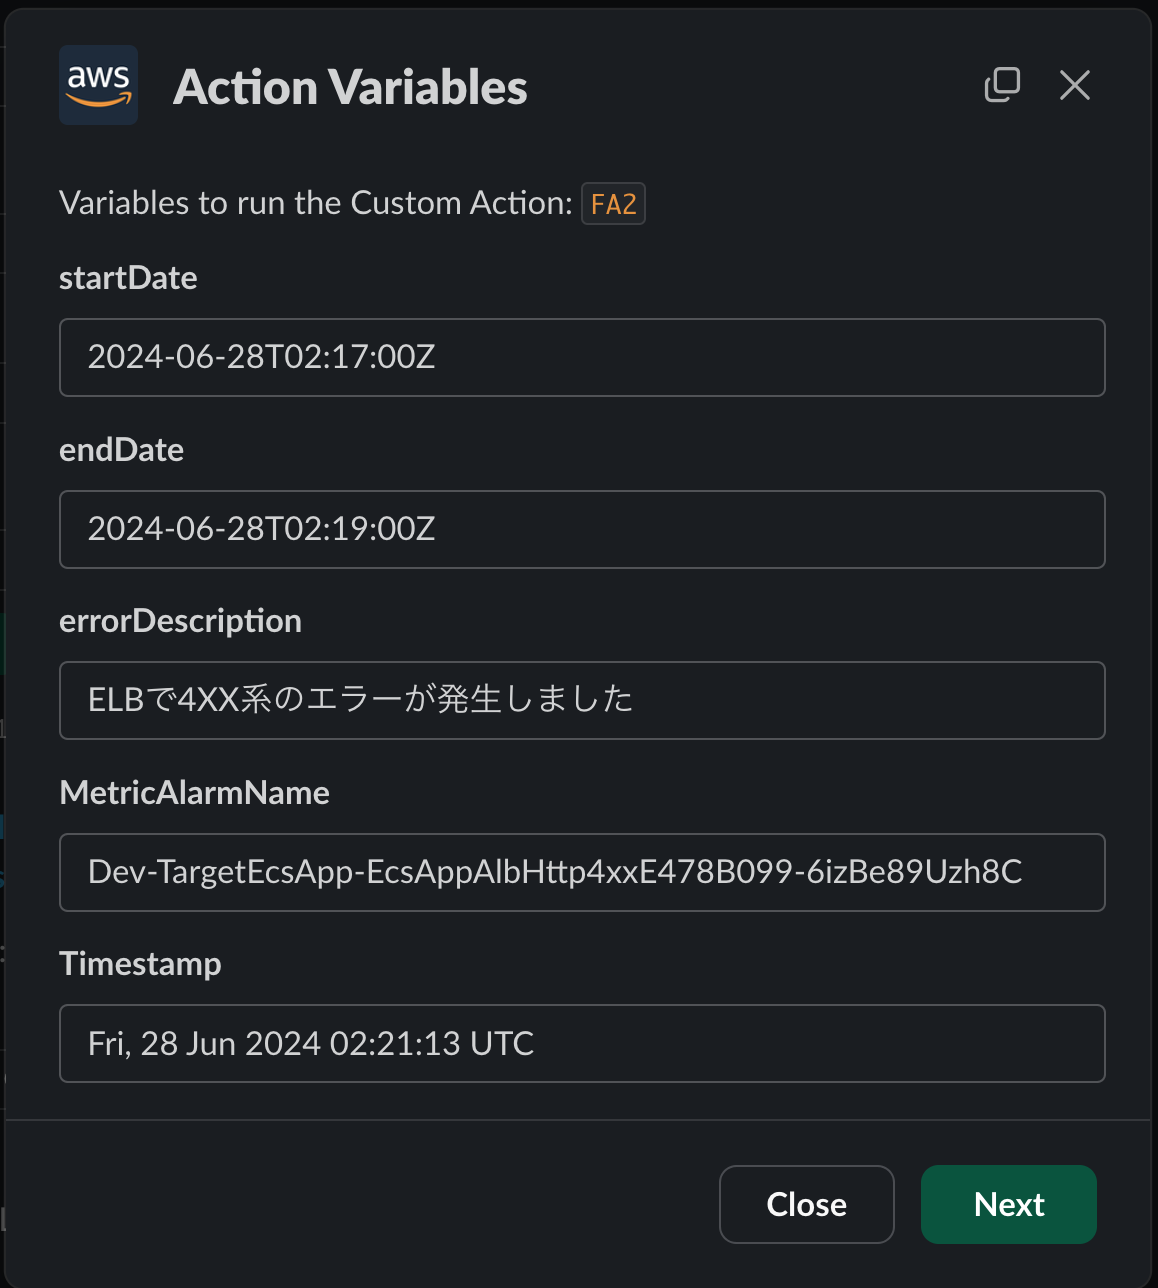 aws
Action Variables
Variables to run the Custom Action: FA2
startDate
2024-06-28T02:17:00Z
endDate
2024-06-28T02:19:00Z
errorDescription
ELBで4XX系のエラーが発生しました
MetricAlarmName
Dev-TargetEcsApp-EcsAppAlbHttp4xxE478B099-6izBe89Uzh8C
Timestamp
Fri, 28 Jun 2024 02:21:13 UTC
Close
Next